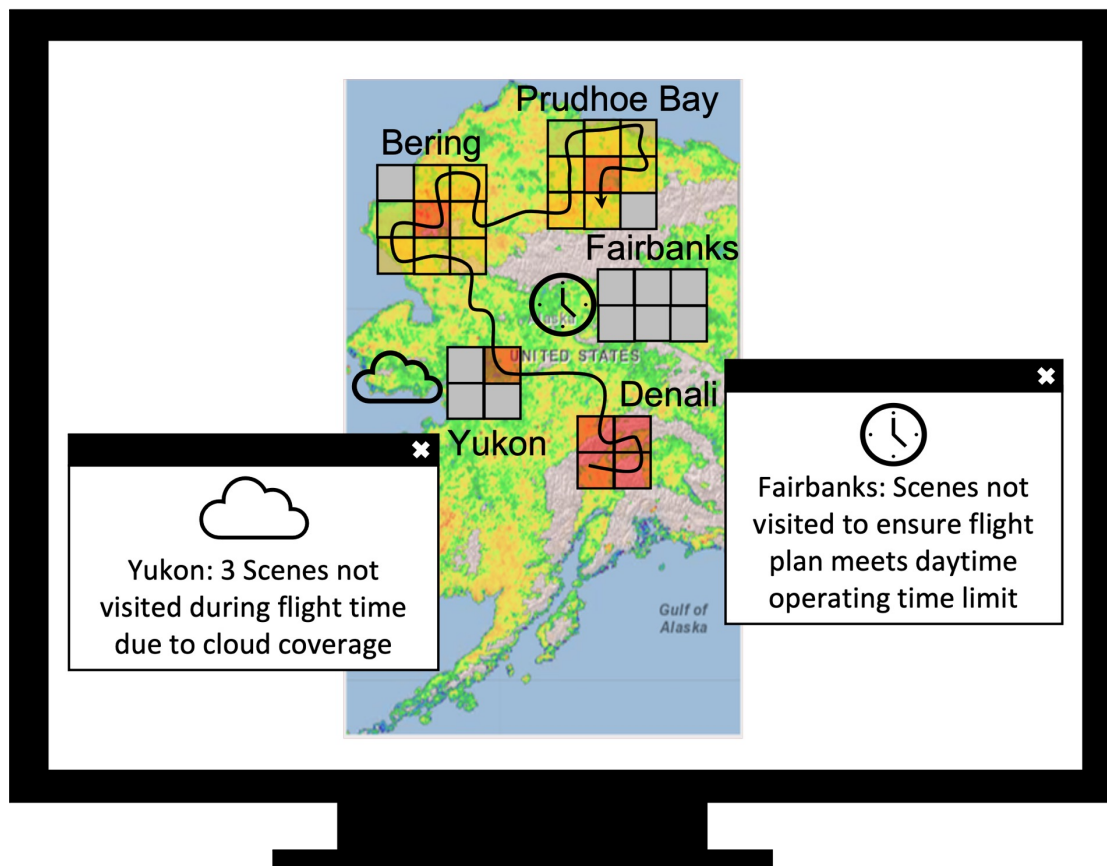 Prudhoe Bay
Bering
Fairbanks
Alaska
UNITED STATES
Denali
Yukon
Yukon: 3 Scenes not
visited during flight time
due to cloud coverage
Fairbanks: Scenes not
visited to ensure flight
plan meets daytime
operating time limit
Gulf of
Alaska